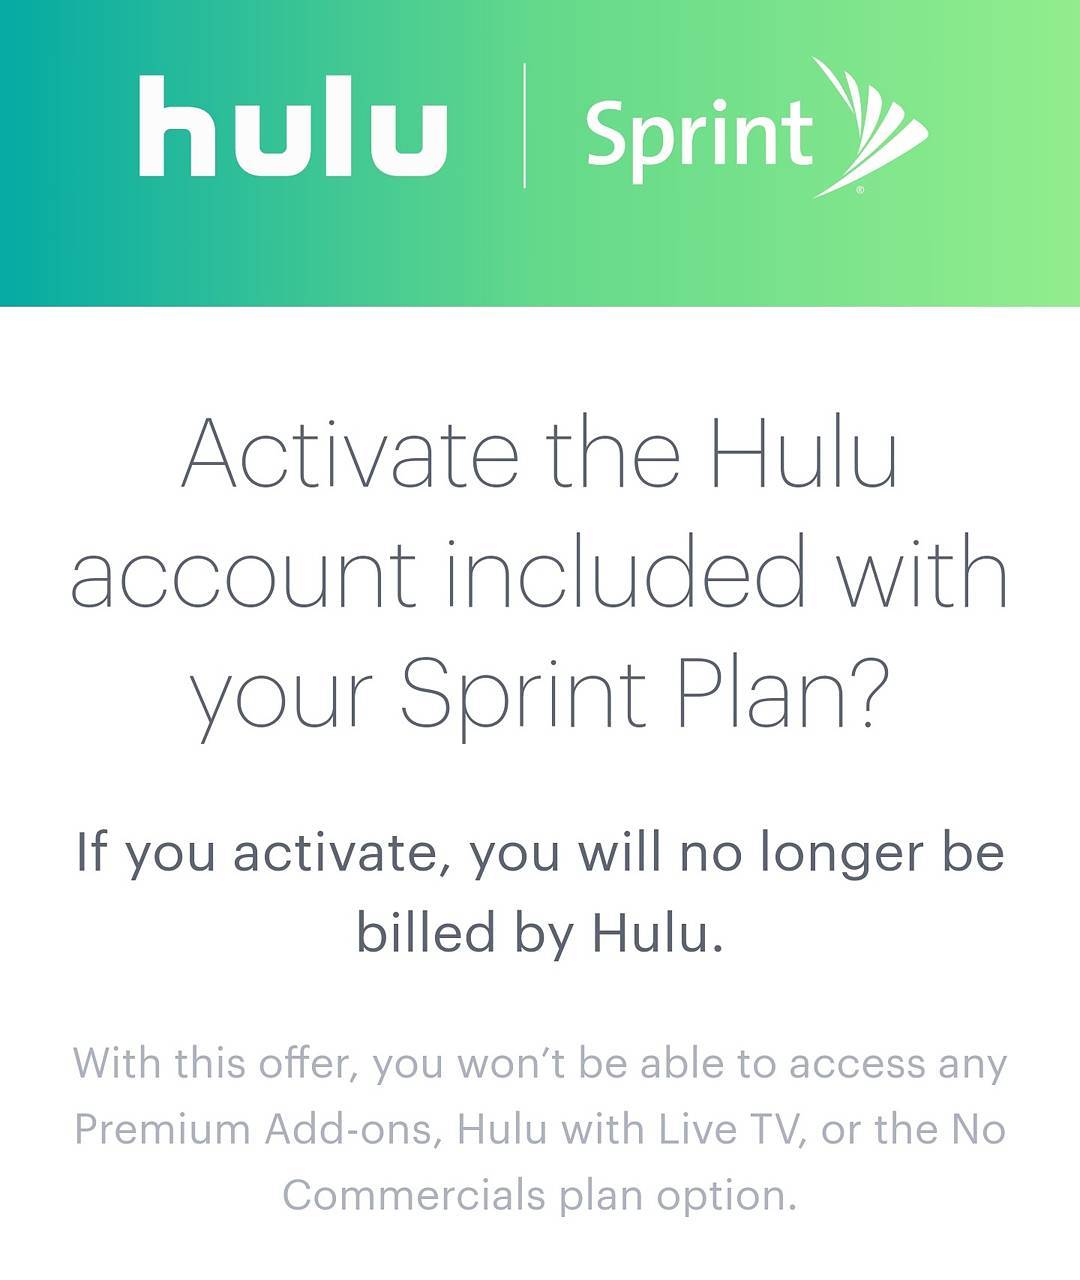 hulu | Sprint ®
Activate the Hulu
account included with
your Sprint Plan?
If you activate, you will no longer be
billed by Hulu.
With this offer, you won’t be able to access any
Premium Add-ons, Hulu with Live TV, or the No
Commercials plan option.